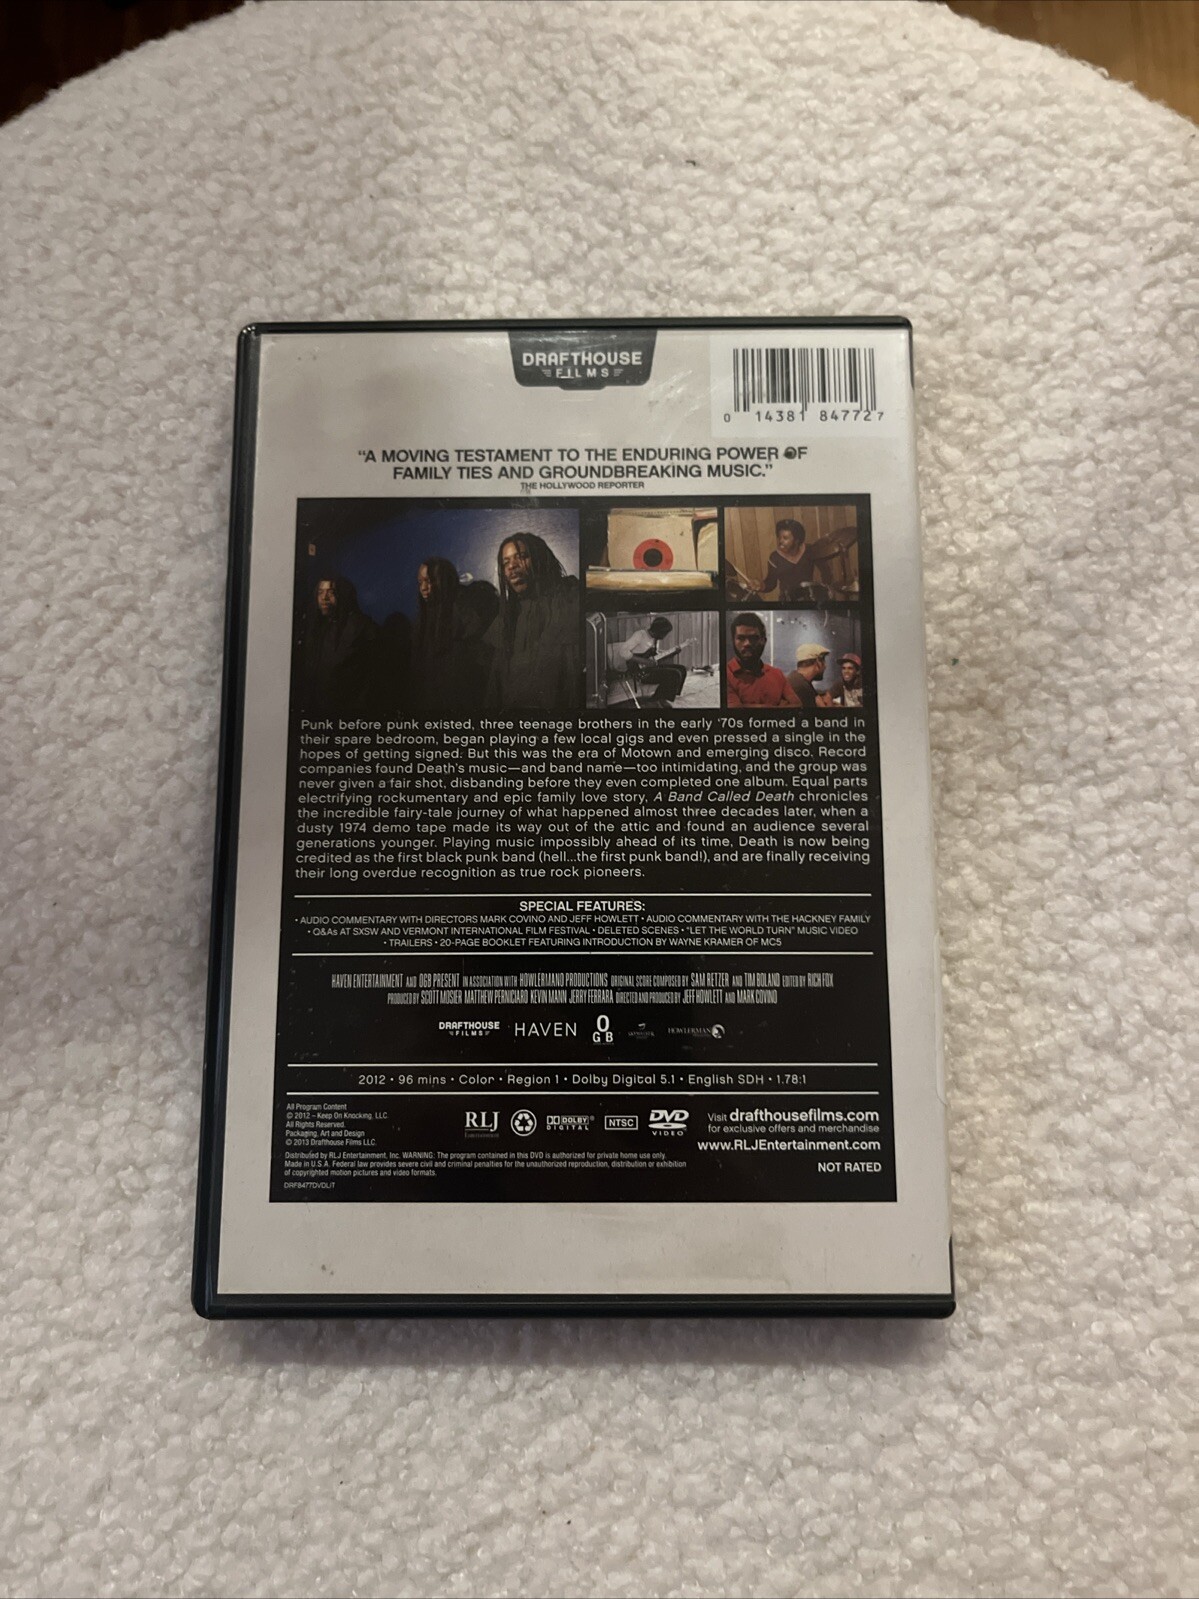 DRAFTHOUSE
FILMS
0 14381 84772 7
“A MOVING TESTAMENT TO THE ENDURING POWER OF
FAMILY TIES AND GROUNDBREAKING MUSIC.”
THE HOLLYWOOD REPORTER
Punk before punk existed, three teenage brothers in the early ’70s formed a band in
their spare bedroom, began playing a few local gigs and even pressed a single in the
hopes of getting signed. But this was the era of Motown and emerging disco. Record
companies found Death’s music—and band name—too intimidating, and the group was
never given a fair shot, disbanding before they even completed one album. Equal parts
electrifying rockumentary and epic family love story, A Band Called Death chronicles
the incredible fairy-tale journey of what happened almost three decades later, when a
dusty 1974 demo tape made its way out of the attic and found an audience several
generations younger. Playing music impossibly ahead of its time, Death is now being
credited as the first black punk band (hell...the first punk band!), and are finally receiving
their long overdue recognition as true rock pioneers.
SPECIAL FEATURES:
• AUDIO COMMENTARY WITH DIRECTORS MARK COVINO AND JEFF HOWLETT • AUDIO COMMENTARY WITH THE HACKNEY FAMILY
• Q&As AT SXSW AND VERMONT INTERNATIONAL FILM FESTIVAL • DELETED SCENES • “LET THE WORLD TURN” MUSIC VIDEO
• TRAILERS • 20-PAGE BOOKLET FEATURING INTRODUCTION BY WAYNE KRAMER OF MC5
HAVEN ENTERTAINMENT AND OGB PRESENT IN ASSOCIATION WITH HOWLERMANO PRODUCTIONS ORIGINAL SCORE COMPOSED BY SAM RETZER AND TIM BOLAND EDITED BY RICH FOX
PRODUCED BY SCOTT MOSIER MATTHEW PERNICIARO KEVIN MANN JERRY FERRARA DIRECTED AND PRODUCED BY JEFF HOWLETT AND MARK COVINO
DRAFTHOUSE FILMS HAVEN OGB HOWLERMANO
2012 • 96 mins • Color • Region 1 • Dolby Digital 5.1 • English SDH • 1.78:1
All Program Content
© 2012 – Keep On Knocking, LLC.
All Rights Reserved.
Packaging, Art and Design
© 2013 Drafthouse Films LLC.
RLJ Entertainment DOLBY DIGITAL NTSC DVD VIDEO
Visit drafthousefilms.com
for exclusive offers and merchandise
www.RLJEntertainment.com
NOT RATED
Distributed by RLJ Entertainment, Inc. WARNING: The program contained in this DVD is authorized for private home use only.
Made in U.S.A. Federal law provides severe civil and criminal penalties for the unauthorized reproduction, distribution or exhibition
of copyrighted motion pictures and video formats.
DRF8477DVDLIT